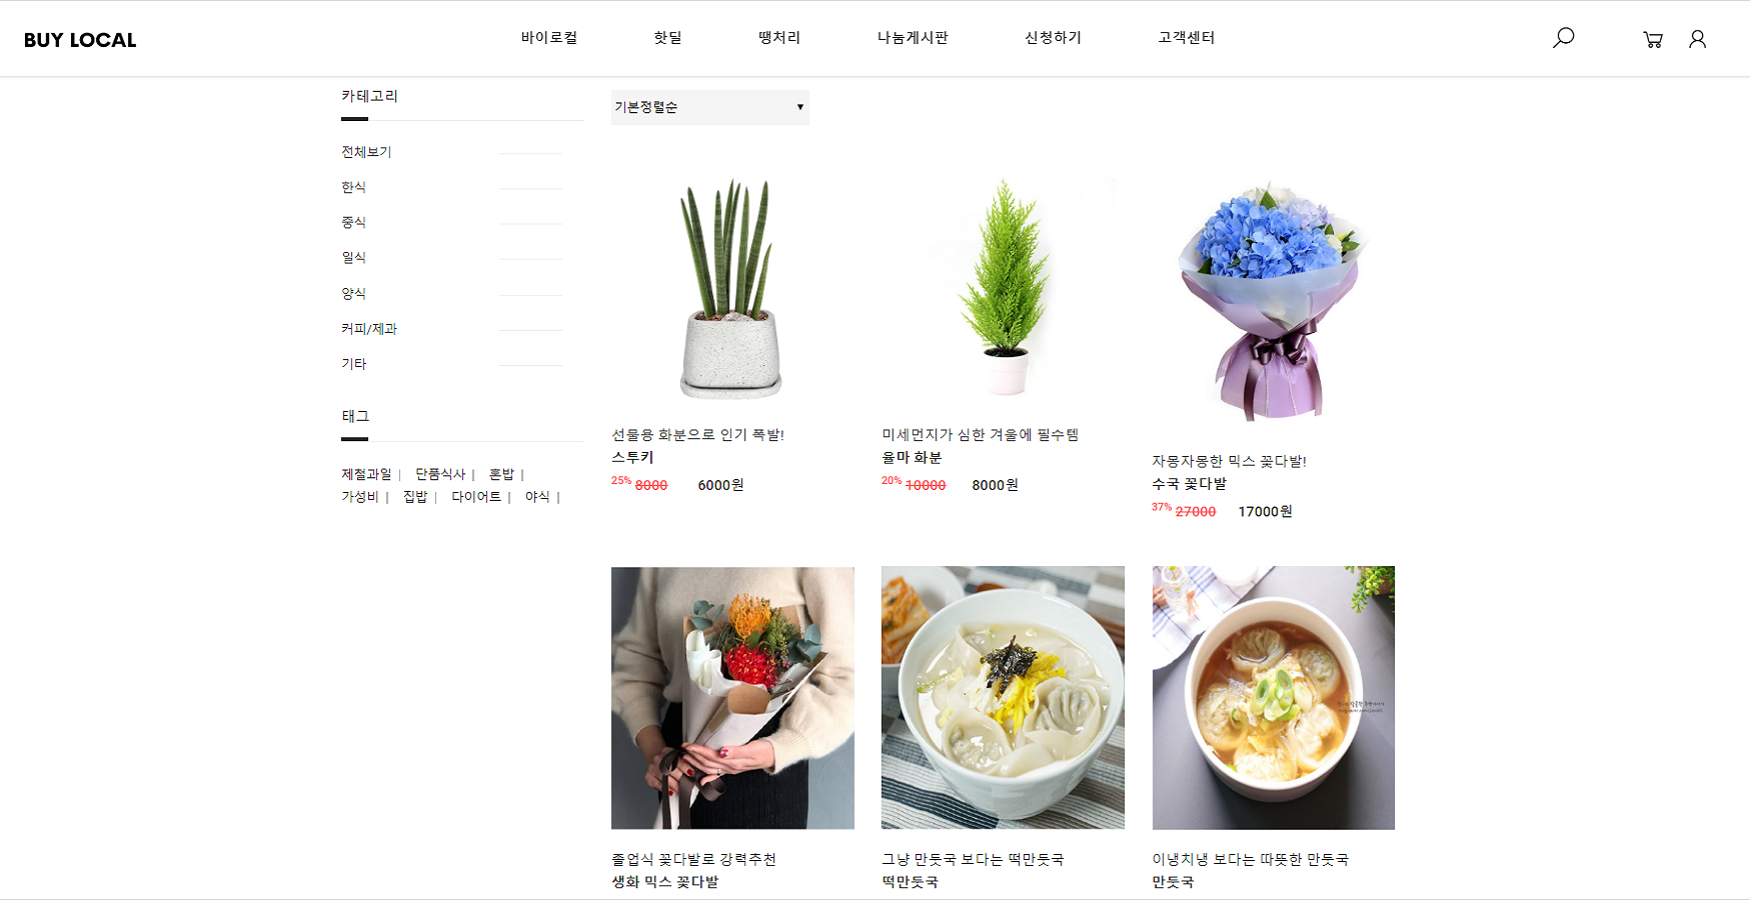 BUY LOCAL
바이로컬 핫딜 땡처리 나눔게시판 신청하기 고객센터
카테고리
전체보기
한식
중식
일식
양식
커피/제과
기타
태그
제철과일 | 단품식사 | 혼밥 |
가성비 | 집밥 | 다이어트 | 야식 |
기본정렬순 ▼
선물용 화분으로 인기 폭발!
스투키
25% 8000 6000원
미세먼지가 심한 겨울에 필수템
율마 화분
20% 10000 8000원
자몽자몽한 믹스 꽃다발!
수국 꽃다발
37% 27000 17000원
졸업식 꽃다발로 강력추천
생화 믹스 꽃다발
그냥 만둣국 보다는 떡만둣국
떡만둣국
이냉치냉 보다는 따뜻한 만둣국
만둣국